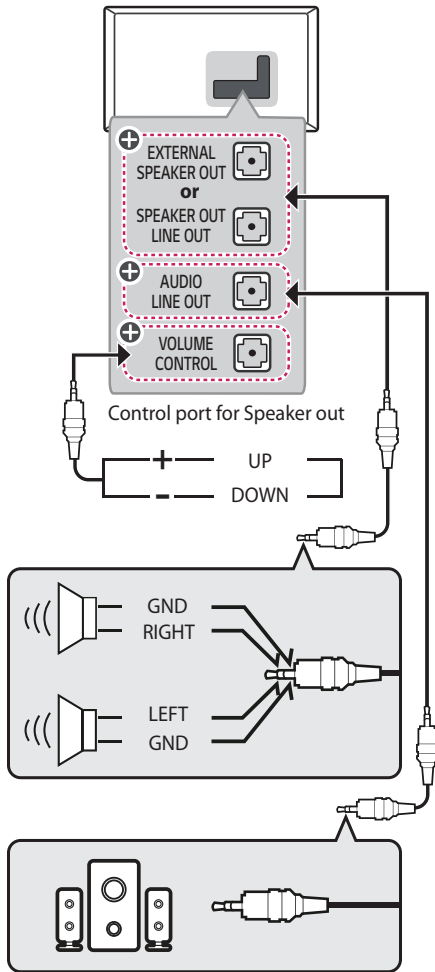 EXTERNAL
SPEAKER OUT
or
SPEAKER OUT
LINE OUT
AUDIO
LINE OUT
VOLUME
CONTROL
Control port for Speaker out
+ UP
- DOWN
GND
RIGHT
LEFT
GND